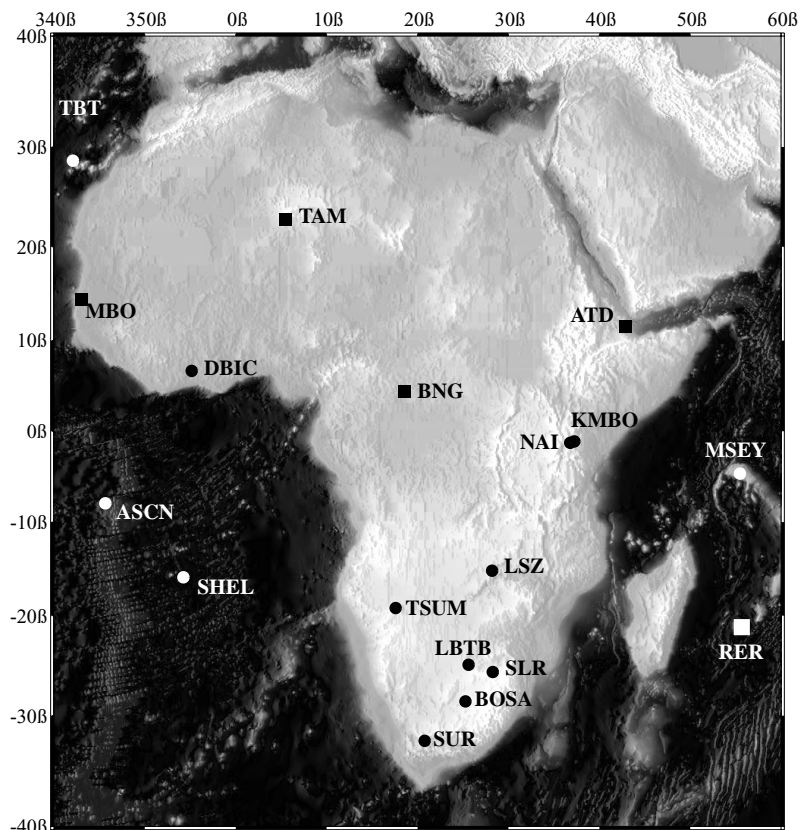 340ß 350ß 0ß 10ß 20ß 30ß 40ß 50ß 60ß
40ß
TBT
30ß
TAM
20ß
MBO
ATD
10ß
DBIC
BNG
KMBO
0ß
NAI
MSEY
ASCN
-10ß
LSZ
SHEL
TSUM
-20ß
LBTB
RER
SLR
BOSA
-30ß
SUR
-40ß